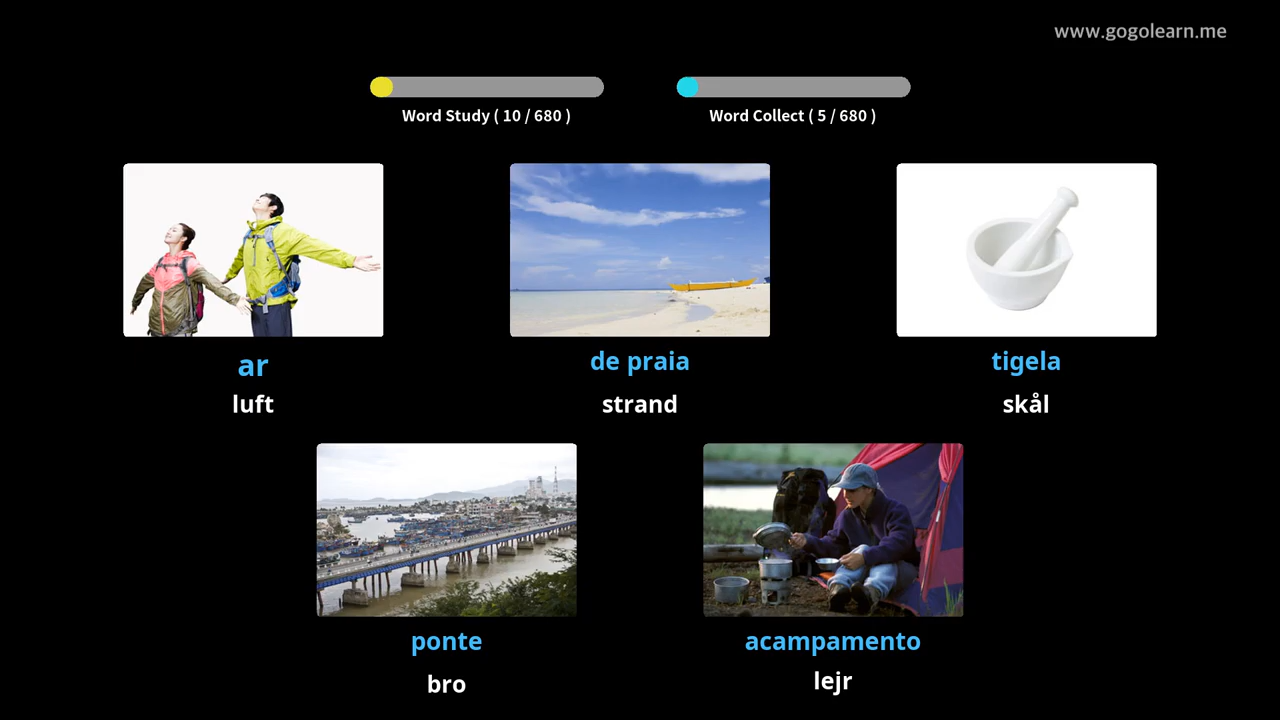 www.gogolearn.me
Word Study ( 10 / 680 )
Word Collect ( 5 / 680 )
ar
luft
de praia
strand
tigela
skål
ponte
bro
acampamento
lejr